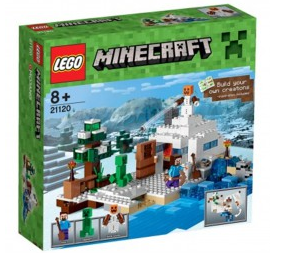 LEGO
MINECRAFT
8+
21120
Build your
own creations